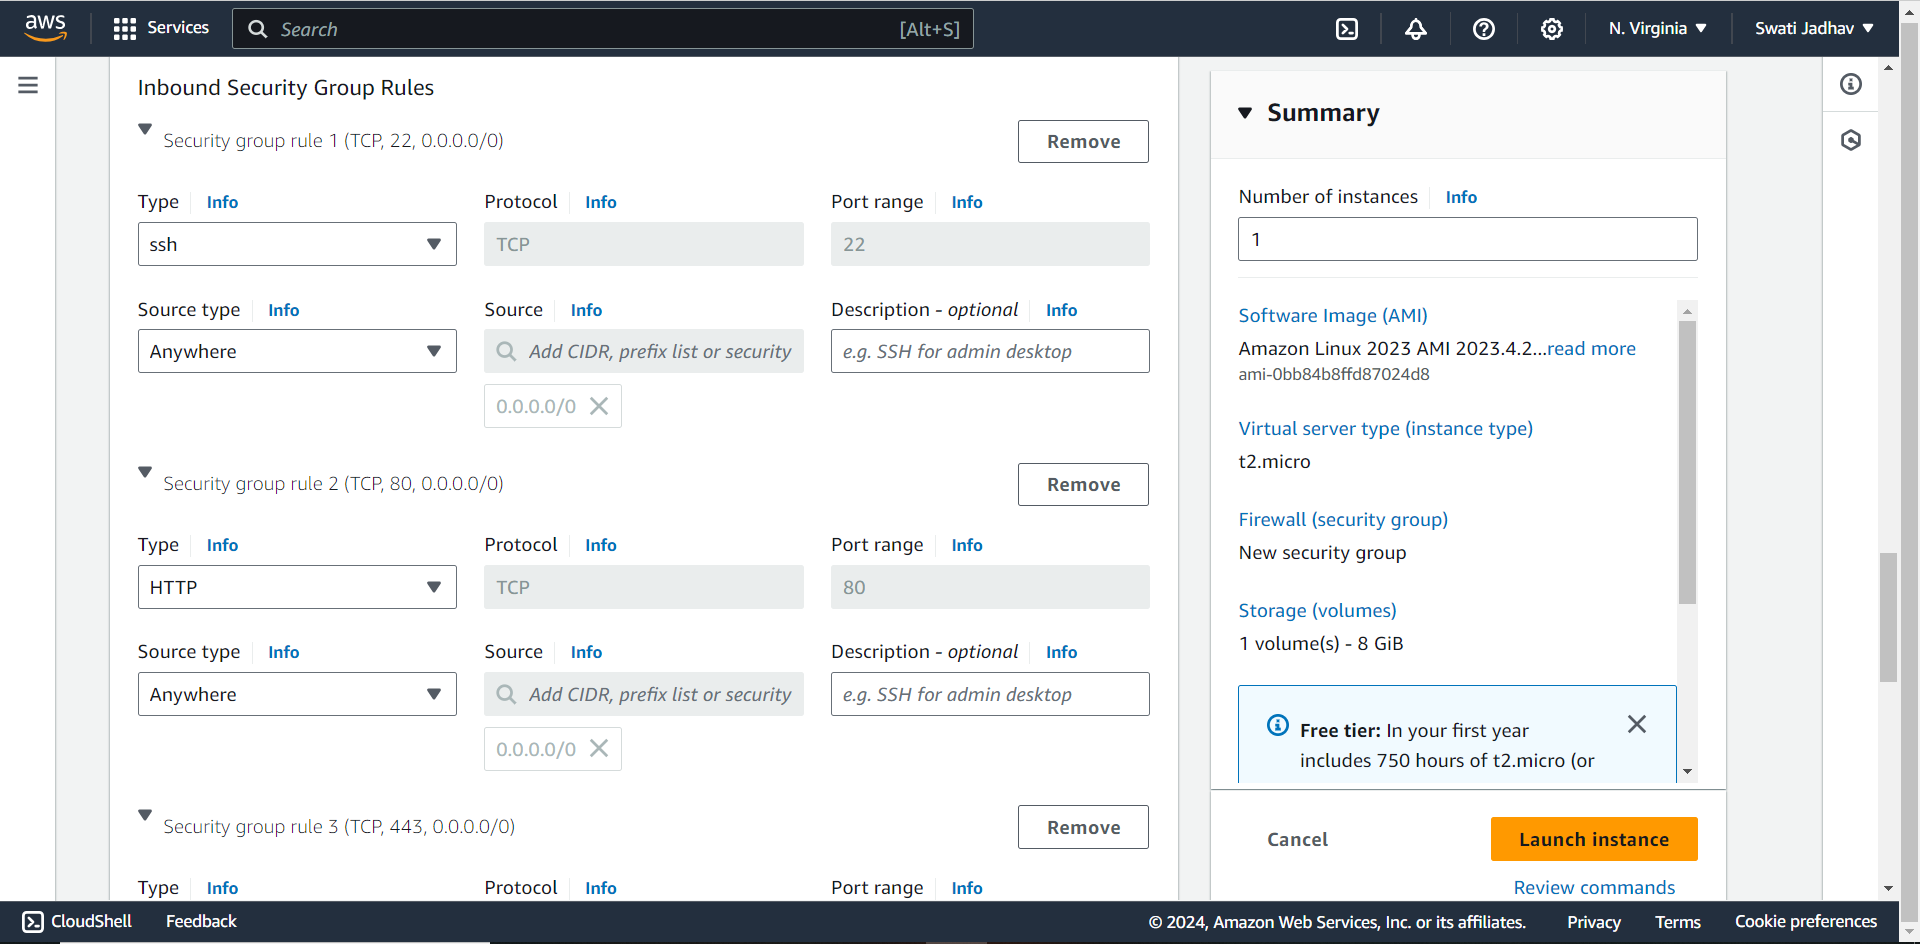 aws
Services
Search
[Alt+S]
N. Virginia
Swati Jadhav
Inbound Security Group Rules
Security group rule 1 (TCP, 22, 0.0.0.0/0)
Remove
Type Info
Protocol Info
Port range Info
ssh
TCP
22
Source type Info
Source Info
Description - optional Info
Anywhere
Add CIDR, prefix list or security
e.g. SSH for admin desktop
0.0.0.0/0
Security group rule 2 (TCP, 80, 0.0.0.0/0)
Remove
Type Info
Protocol Info
Port range Info
HTTP
TCP
80
Source type Info
Source Info
Description - optional Info
Anywhere
Add CIDR, prefix list or security
e.g. SSH for admin desktop
0.0.0.0/0
Security group rule 3 (TCP, 443, 0.0.0.0/0)
Remove
Type Info
Protocol Info
Port range Info
Summary
Number of instances Info
1
Software Image (AMI)
Amazon Linux 2023 AMI 2023.4.2...read more
ami-0bb84b8ffd87024d8
Virtual server type (instance type)
t2.micro
Firewall (security group)
New security group
Storage (volumes)
1 volume(s) - 8 GiB
Free tier: In your first year
includes 750 hours of t2.micro (or
Cancel
Launch instance
Review commands
CloudShell
Feedback
© 2024, Amazon Web Services, Inc. or its affiliates.
Privacy
Terms
Cookie preferences